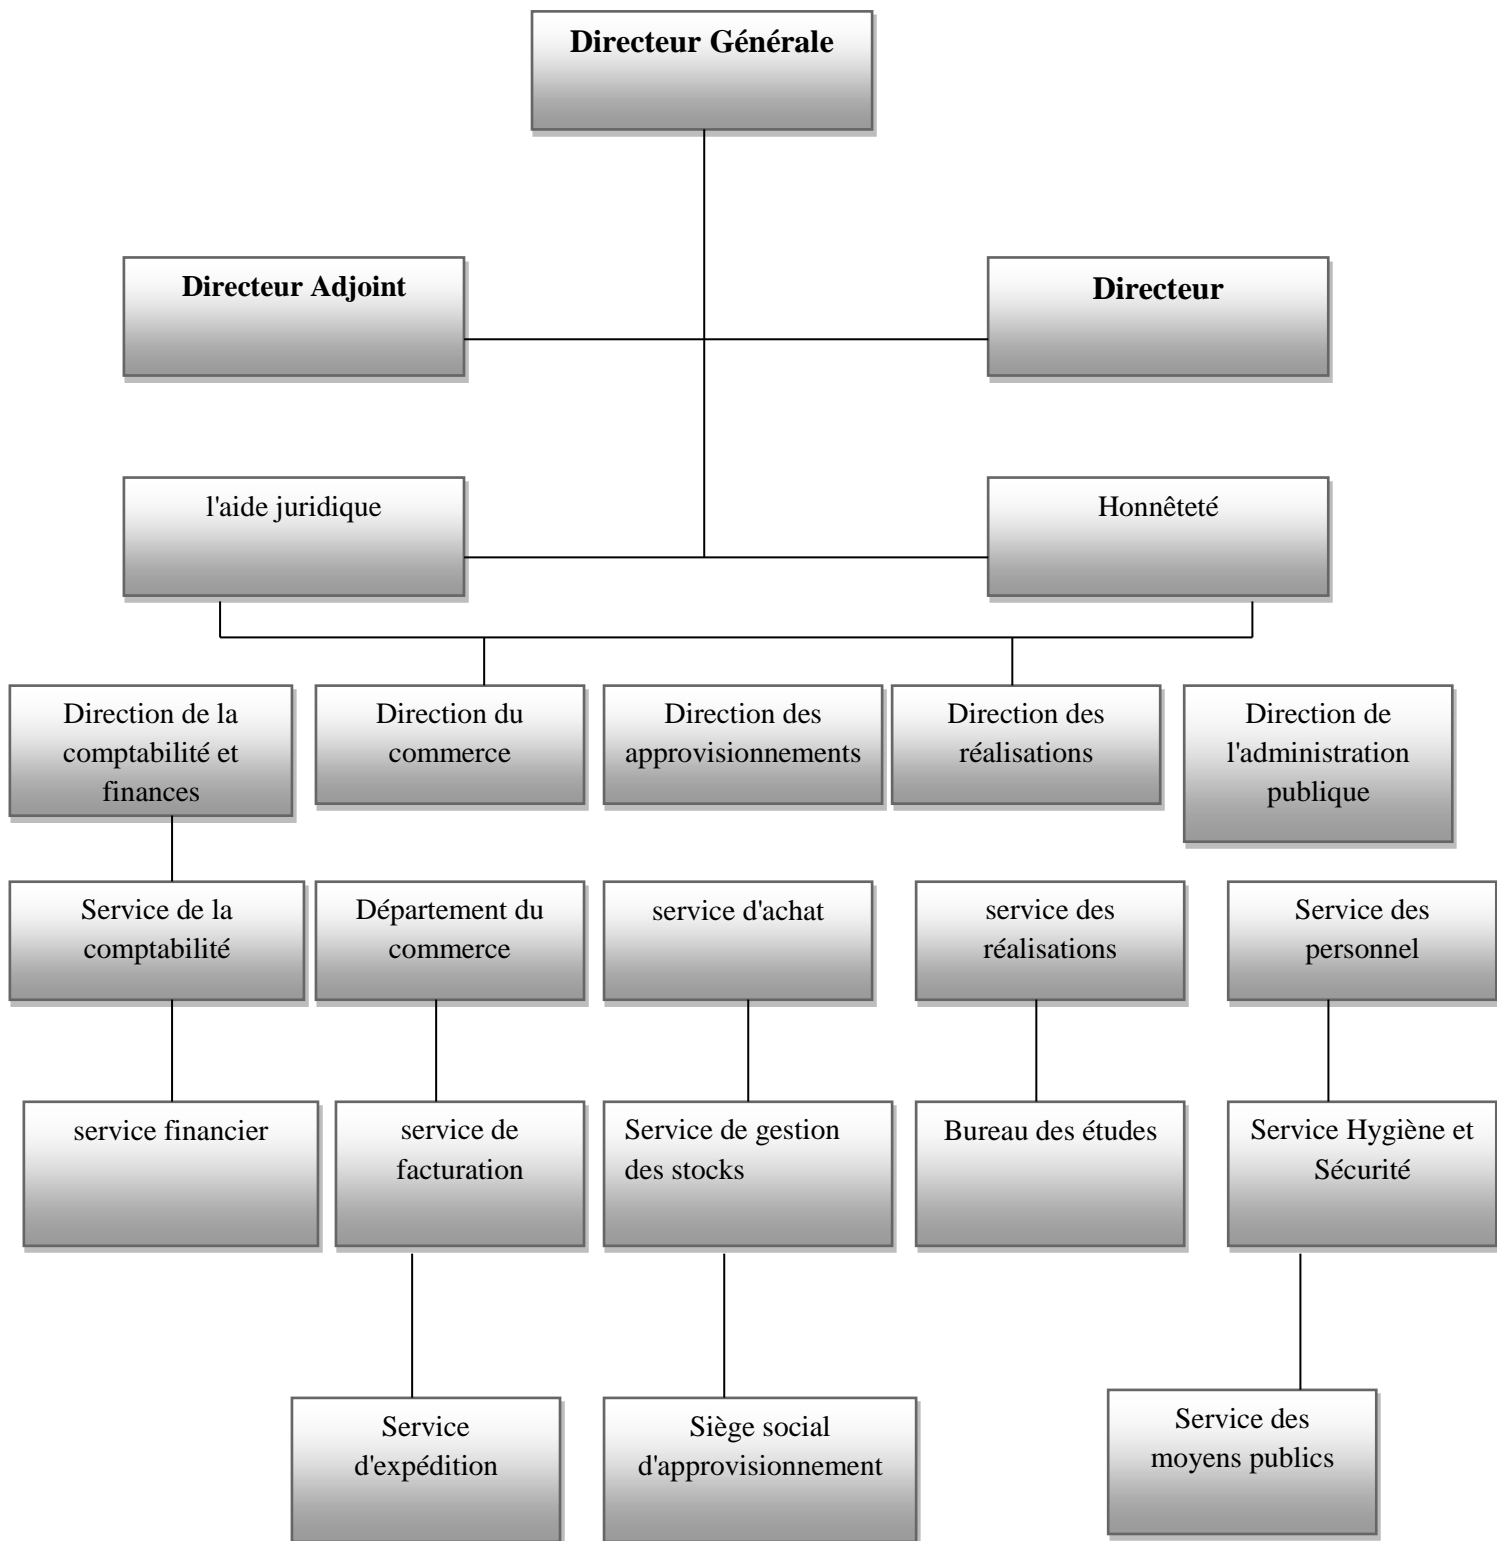 Directeur Générale
Directeur Adjoint
Directeur
l'aide juridique
Honnêteté
Direction de la
comptabilité et
finances
Direction du
commerce
Direction des
approvisionnements
Direction des
réalisations
Direction de
l'administration
publique
Service de la
comptabilité
Département du
commerce
service d'achat
service des
réalisations
Service des
personnel
service financier
service de
facturation
Service de gestion
des stocks
Bureau des études
Service Hygiène et
Sécurité
Service
d'expédition
Siège social
d'approvisionnement
Service des
moyens publics